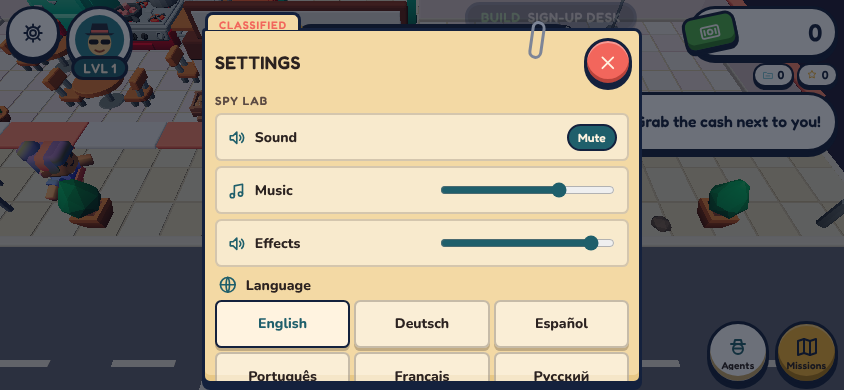 CLASSIFIED
BUILD SIGN-UP DESK
SETTINGS
0
LVL 1
0
0
SPY LAB
Sound
Mute
Grab the cash next to you!
Music
Effects
Language
English
Deutsch
Español
Português
Français
Русский
Agents
Missions